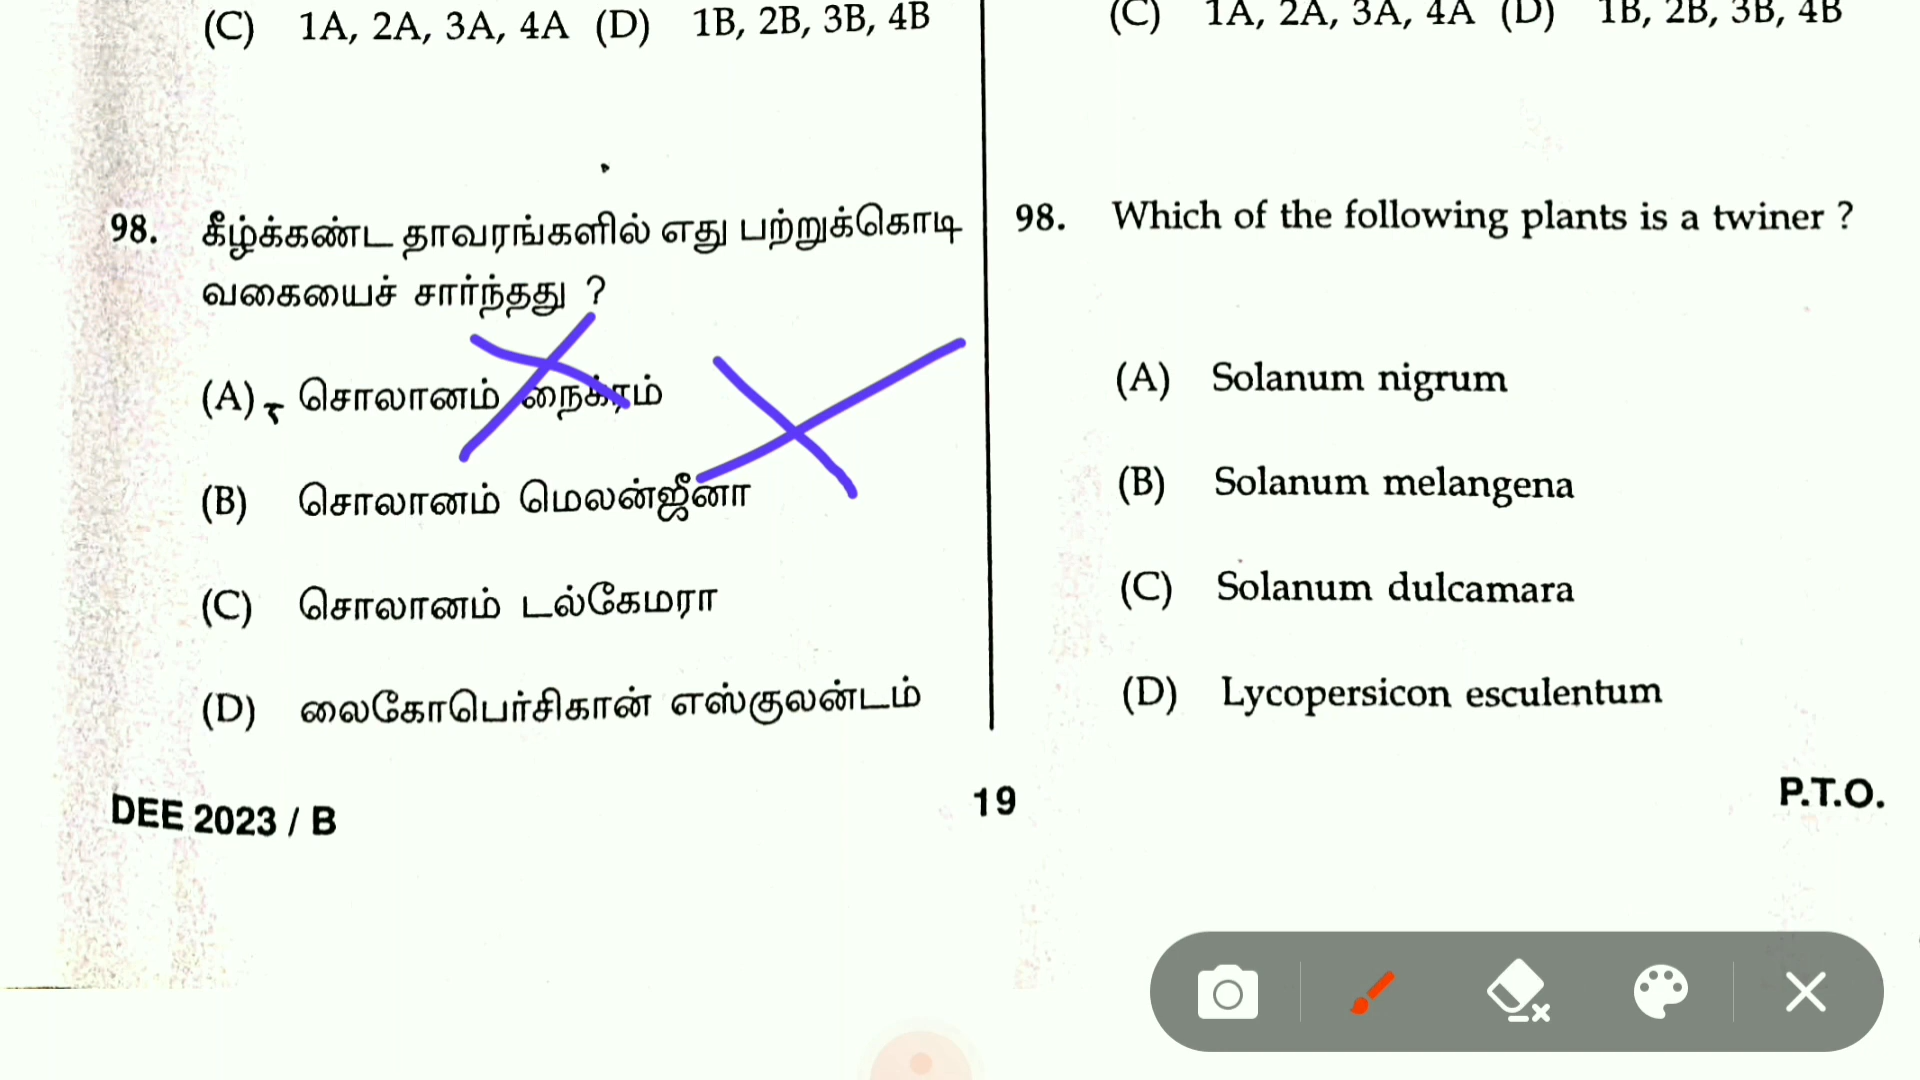 (C) 1A, 2A, 3A, 4A (D) 1B, 2B, 3B, 4B
98. கீழ்க்கண்ட தாவரங்களில் எது பற்றுக்கொடி
வகையைச் சார்ந்தது ?
(A) சொலானம் நைக்ரம்
(B) சொலானம் மெலன்ஜீனா
(C) சொலானம் டல்கேமரா
(D) லைகோபெர்சிகான் எஸ்குலன்டம்
(C) 1A, 2A, 3A, 4A (D) 1B, 2B, 3B, 4B
98. Which of the following plants is a twiner ?
(A) Solanum nigrum
(B) Solanum melangena
(C) Solanum dulcamara
(D) Lycopersicon esculentum
DEE 2023 / B 19 P.T.O.